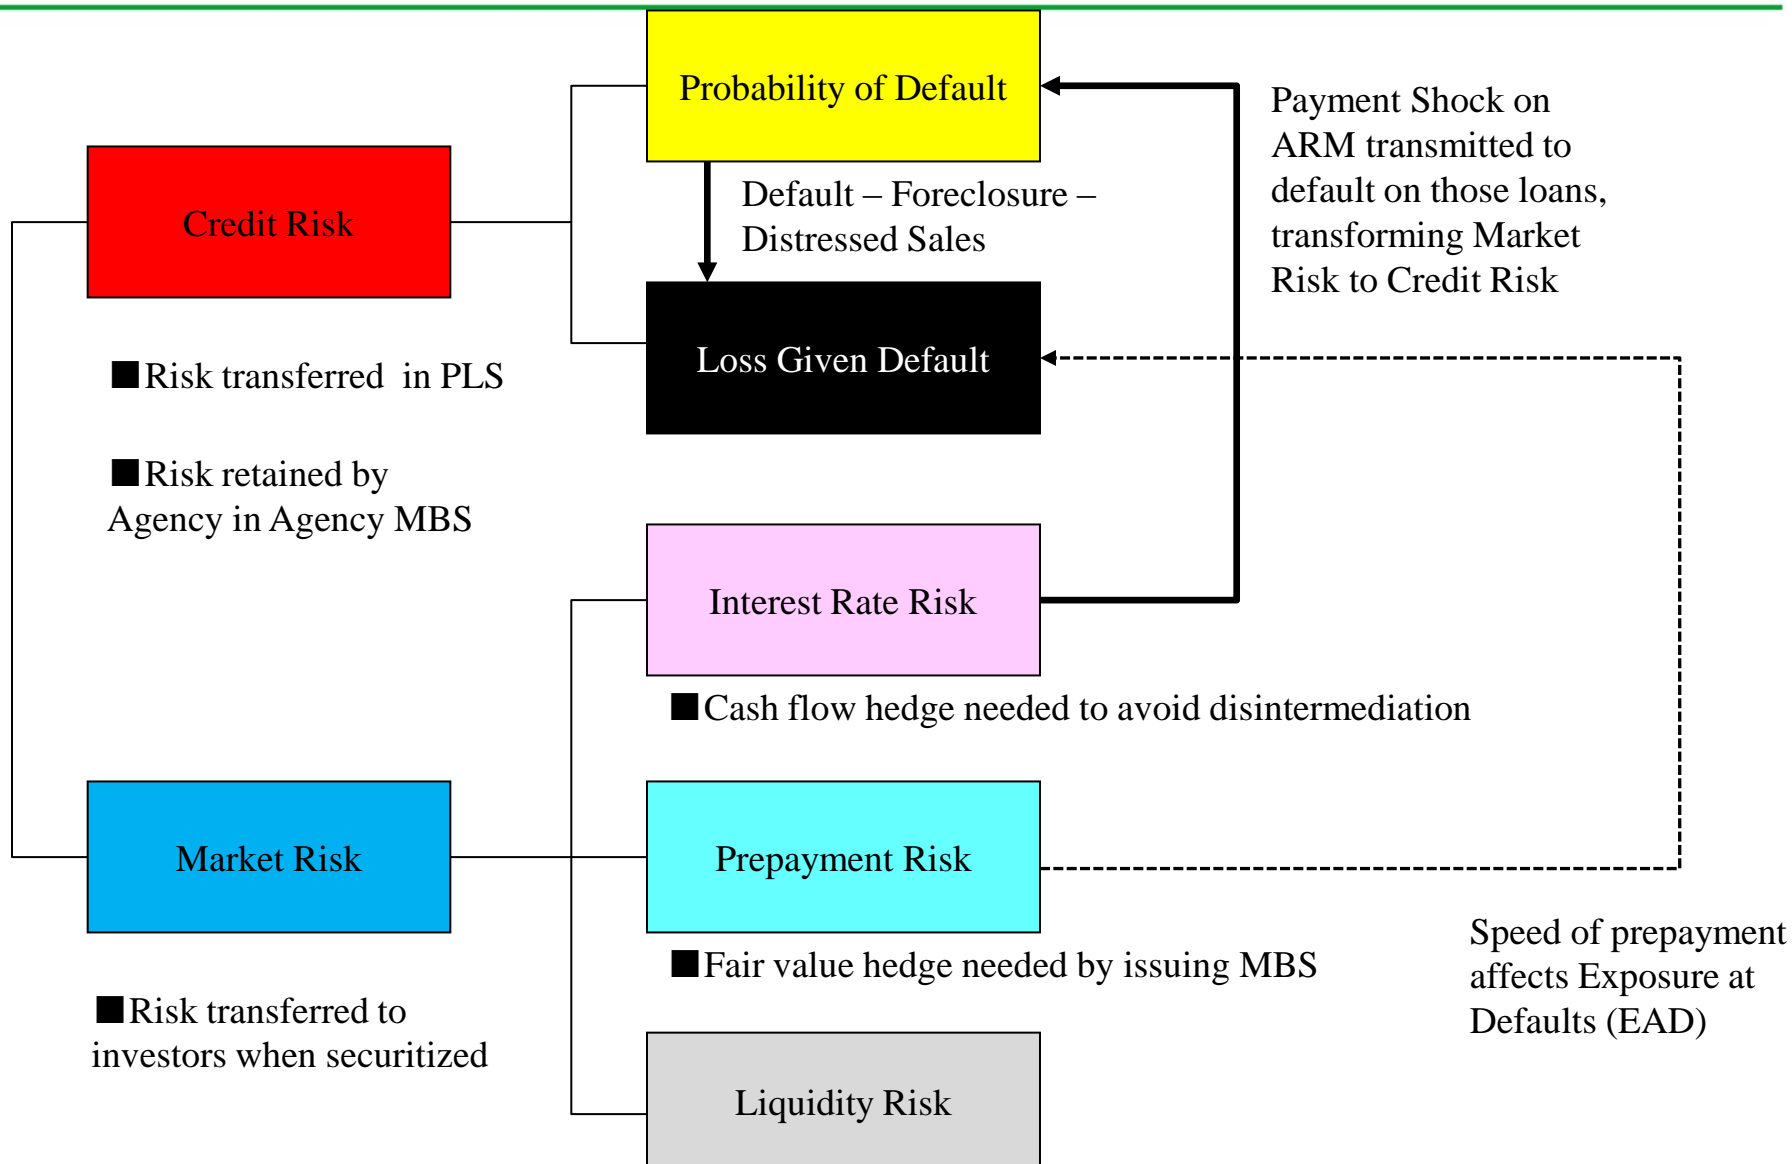 Probability of Default
Payment Shock on
ARM transmitted to
default on those loans,
transforming Market
Risk to Credit Risk
Credit Risk
Default – Foreclosure –
Distressed Sales
Loss Given Default
■Risk transferred in PLS
■Risk retained by
Agency in Agency MBS
Interest Rate Risk
■Cash flow hedge needed to avoid disintermediation
Market Risk
Prepayment Risk
■Fair value hedge needed by issuing MBS
Speed of prepayment
affects Exposure at
Defaults (EAD)
■Risk transferred to
investors when securitized
Liquidity Risk